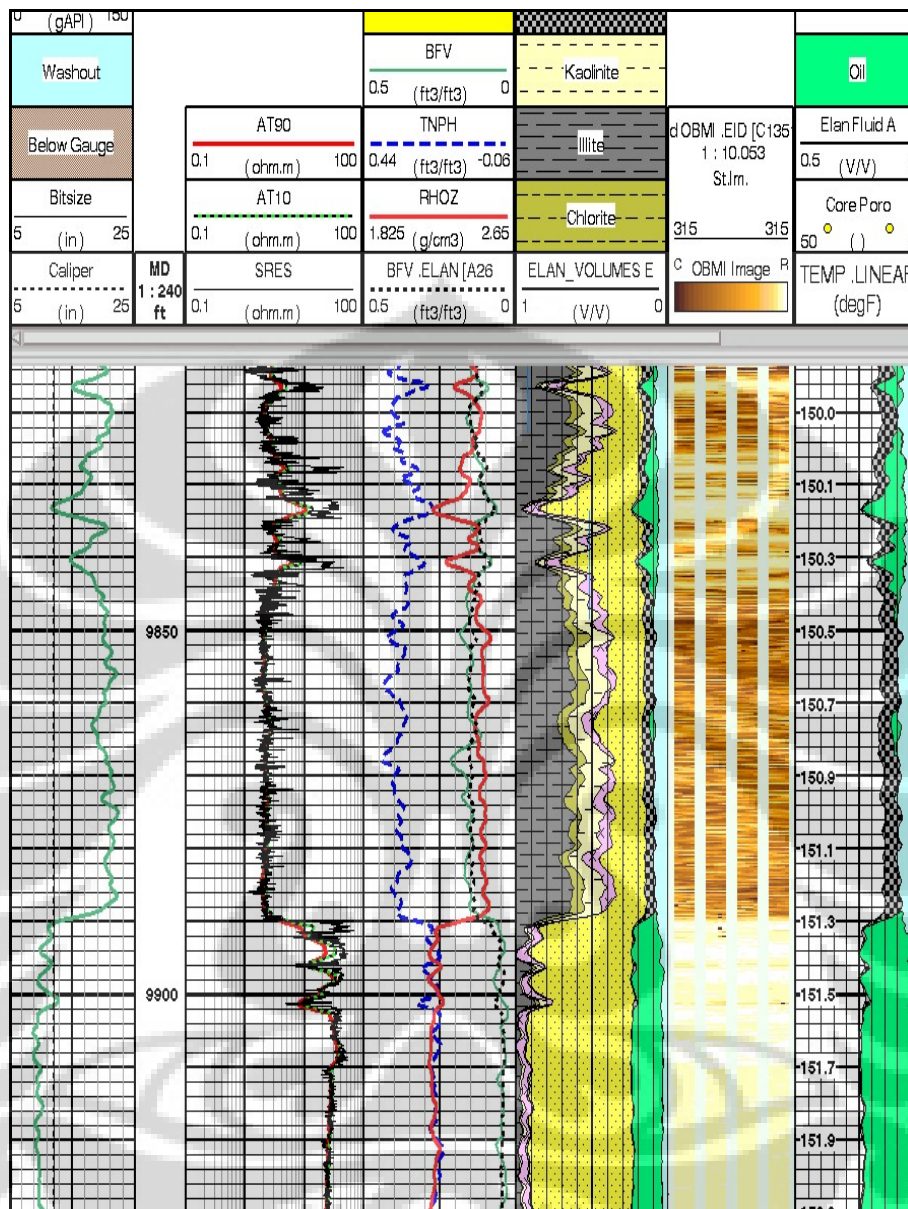 0 (gAPI) 150
Washout
Below Gauge
Bitsize
5 (in) 25
Caliper
5 (in) 25
MD
1 : 240
ft
AT90
0.1 (ohm.m) 100
AT10
0.1 (ohm.m) 100
SRES
0.1 (ohm.m) 100
BFV
0.5 (ft3/ft3) 0
TNPH
0.44 (ft3/ft3) -0.06
RHOZ
1.825 (g/cm3) 2.65
BFV .ELAN [A26
0.5 (ft3/ft3) 0
Kaolinite
Illite
Chlorite
ELAN_VOLUMES E
1 (V/V) 0
d OBMI .EID [C135
1 : 10.053
St.Im.
315 315
C OBMI Image R
Oil
Elan Fluid A
0.5 (V/V)
Core Poro
50 ()
TEMP .LINEAR
(degF)
150.0
150.1
150.3
9850
150.5
150.7
150.9
151.1
151.3
9900
151.5
151.7
151.9